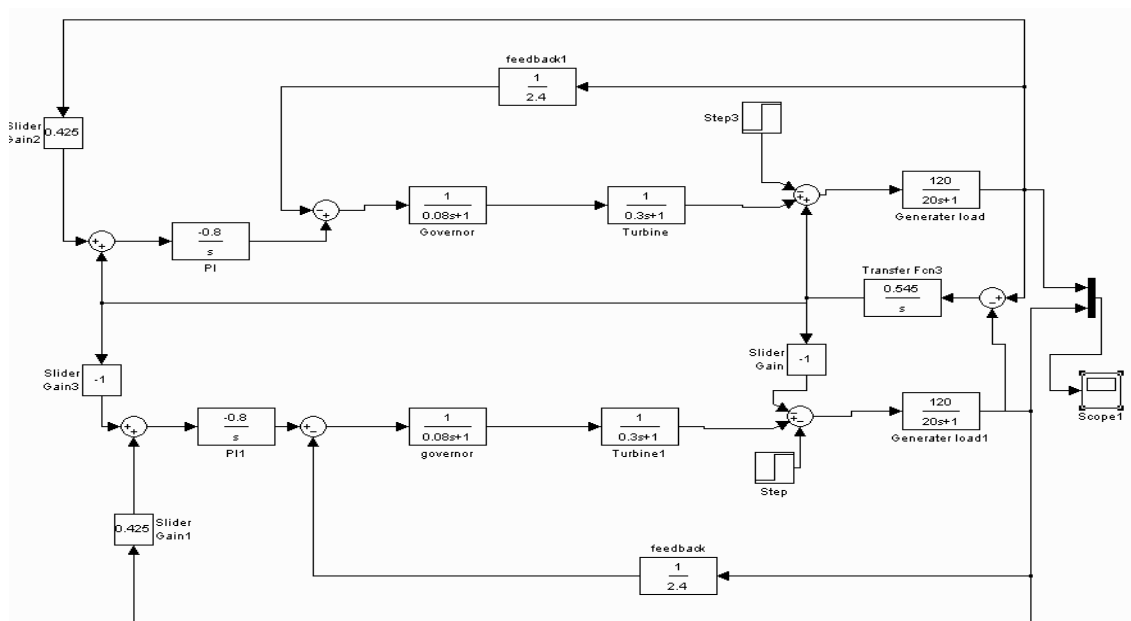 feedback1
1
2.4
Step3
Slider
Gain2
0.425
1
0.08s+1
Governor
1
0.3s+1
Turbine
120
20s+1
Generater load
-0.8
s
PI
Transfer Fcn3
0.545
s
Slider
Gain3
-1
Slider
Gain
-1
-0.8
s
PI1
1
0.08s+1
governor
1
0.3s+1
Turbine1
120
20s+1
Generater load1
Scope1
Step
0.425
Slider
Gain1
feedback
1
2.4